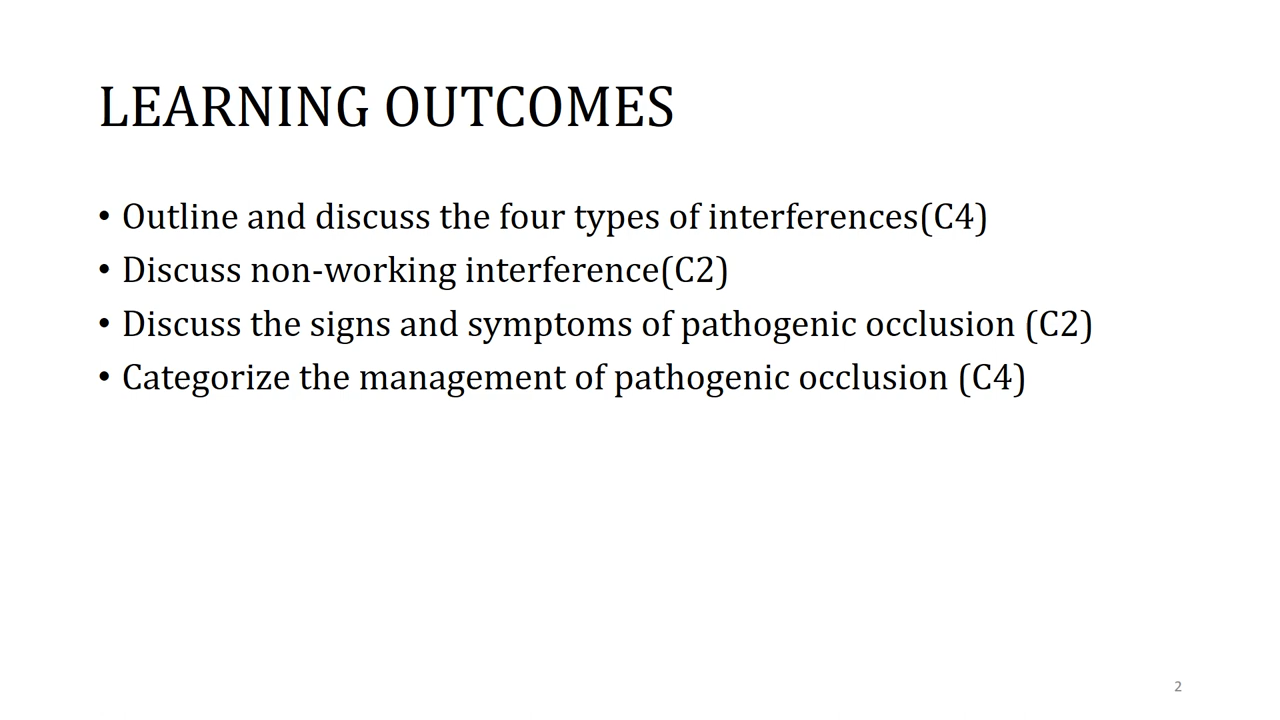 LEARNING OUTCOMES
• Outline and discuss the four types of interferences(C4)
• Discuss non-working interference(C2)
• Discuss the signs and symptoms of pathogenic occlusion (C2)
• Categorize the management of pathogenic occlusion (C4)
2